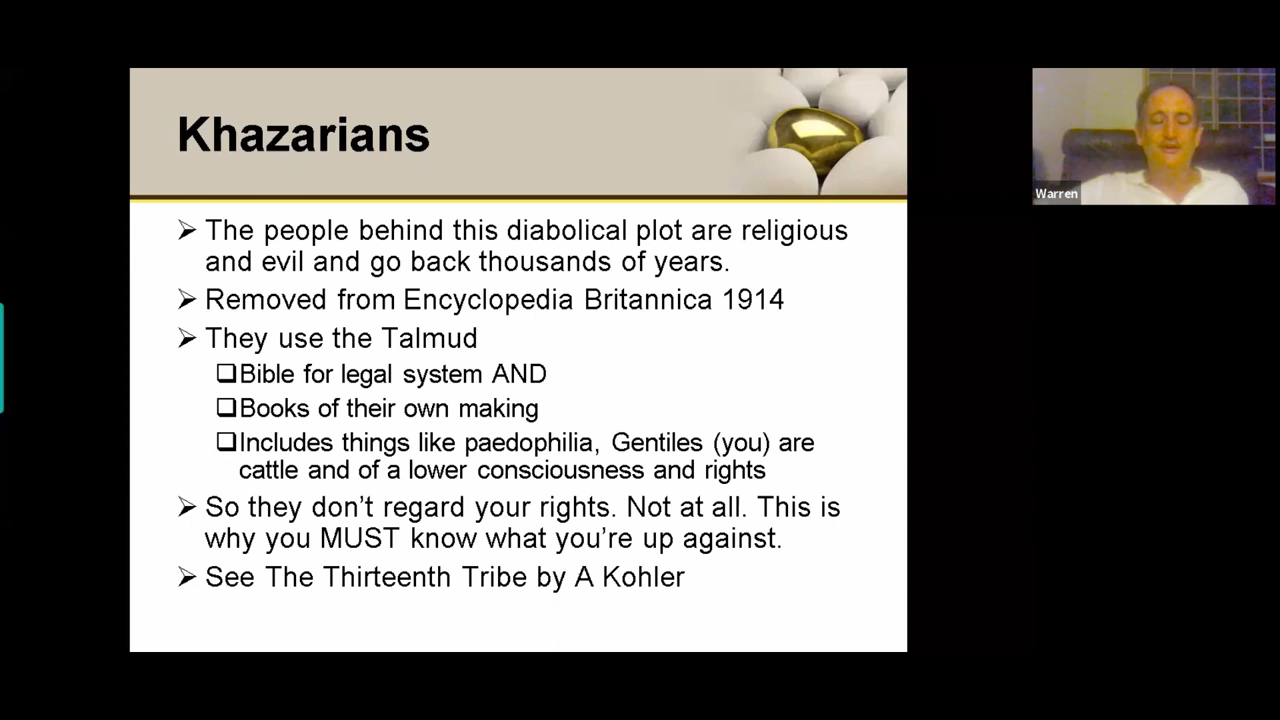 Khazarians
➢ The people behind this diabolical plot are religious
and evil and go back thousands of years.
➢ Removed from Encyclopedia Britannica 1914
➢ They use the Talmud
❑Bible for legal system AND
❑Books of their own making
❑Includes things like paedophilia, Gentiles (you) are
cattle and of a lower consciousness and rights
➢ So they don’t regard your rights. Not at all. This is
why you MUST know what you’re up against.
➢ See The Thirteenth Tribe by A Kohler
Warren